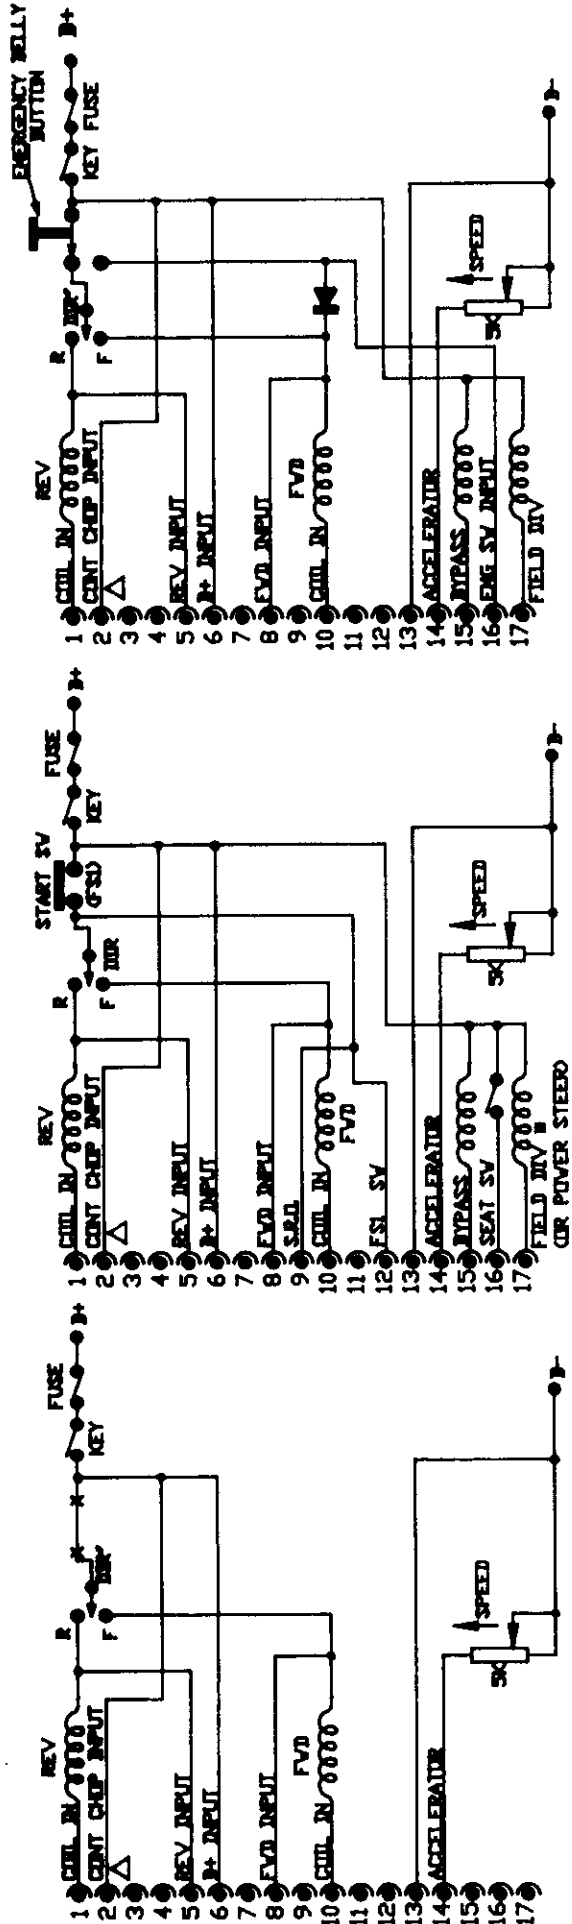 EMERGENCY BELLY
BUTTON
B+
KEY FUSE
DIR'
R
F
REV
COIL IN
CONT CHOP INPUT
REV INPUT
B+ INPUT
FWD INPUT
FWD
COIL IN
ACCELERATOR
BYPASS
EMG SW INPUT
FIELD DIV
SPEED
5K
B-
1
2
3
4
5
6
7
8
9
10
11
12
13
14
15
16
17
START SW
(FS1)
FUSE
KEY
B+
DIR
R
F
REV
COIL IN
CONT CHOP INPUT
REV INPUT
B+ INPUT
FWD INPUT
S.R.O
COIL IN
FWD
FS1 SW
ACCELERATOR
BYPASS
SEAT SW
FIELD DIV
(OR POWER STEER)
SPEED
5K
B-
1
2
3
4
5
6
7
8
9
10
11
12
13
14
15
16
17
FUSE
KEY
B+
DIR'
R
F
REV
COIL IN
CONT CHOP INPUT
REV INPUT
B+ INPUT
FWD INPUT
FWD
COIL IN
ACCELERATOR
SPEED
5K
B-
1
2
3
4
5
6
7
8
9
10
11
12
13
14
15
16
17